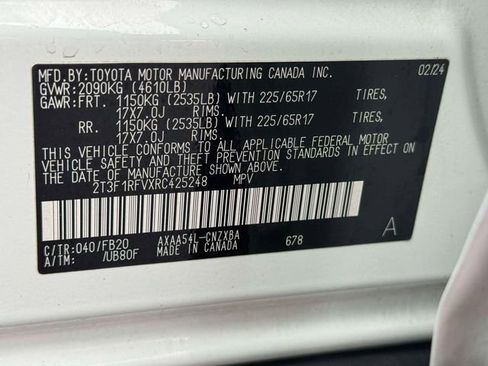 MFD.BY: TOYOTA MOTOR MANUFACTURING CANADA INC. 02/24
GVWR: 2090KG (4610LB)
GAWR: FRT. 1150KG (2535LB) WITH 225/65R17 TIRES,
17X7.0J RIMS.
RR. 1150KG (2535LB) WITH 225/65R17 TIRES,
17X7.0J RIMS.
THIS VEHICLE CONFORMS TO ALL APPLICABLE FEDERAL MOTOR
VEHICLE SAFETY AND THEFT PREVENTION STANDARDS IN EFFECT
ON THE DATE OF MANUFACTURE SHOWN ABOVE.
2T3F1RFVXRC425248 MPV
A
C/TR: 040/FB20 AXAA54L-CNZXBA 678
A/TM: /UB80F MADE IN CANADA